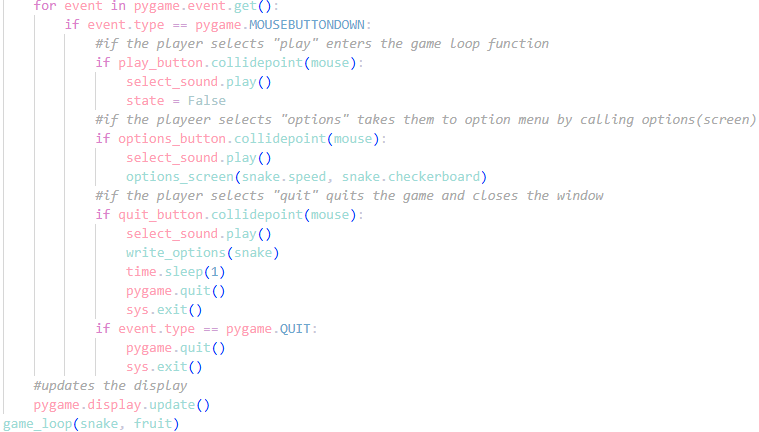 for event in pygame.event.get():
if event.type == pygame.MOUSEBUTTONDOWN:
#if the player selects "play" enters the game loop function
if play_button.collidepoint(mouse):
select_sound.play()
state = False
#if the playeer selects "options" takes them to option menu by calling options(screen)
if options_button.collidepoint(mouse):
select_sound.play()
options_screen(snake.speed, snake.checkerboard)
#if the player selects "quit" quits the game and closes the window
if quit_button.collidepoint(mouse):
select_sound.play()
write_options(snake)
time.sleep(1)
pygame.quit()
sys.exit()
if event.type == pygame.QUIT:
pygame.quit()
sys.exit()
#updates the display
pygame.display.update()
game_loop(snake, fruit)